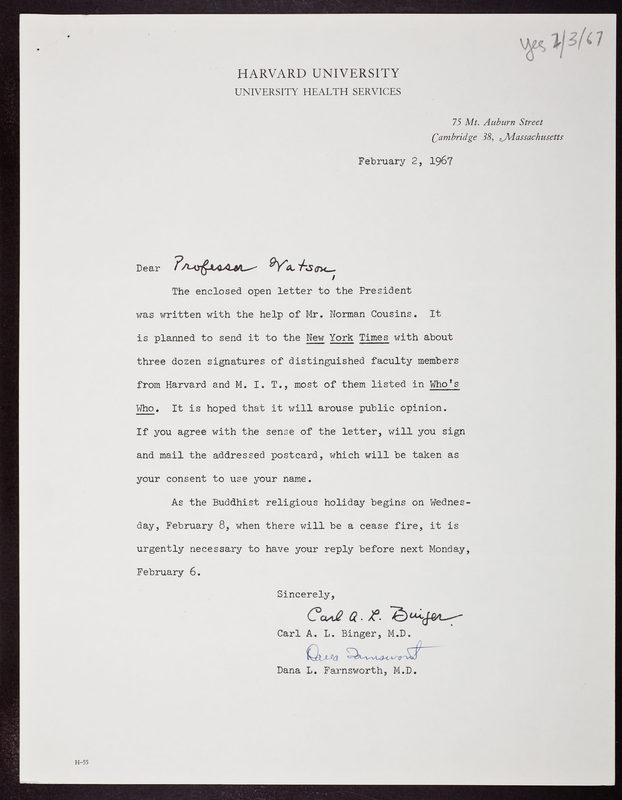 Yes 2/3/67
HARVARD UNIVERSITY
UNIVERSITY HEALTH SERVICES
75 Mt. Auburn Street
Cambridge 38, Massachusetts
February 2, 1967
Dear Professor Watson,
The enclosed open letter to the President
was written with the help of Mr. Norman Cousins. It
is planned to send it to the New York Times with about
three dozen signatures of distinguished faculty members
from Harvard and M. I. T., most of them listed in Who's
Who. It is hoped that it will arouse public opinion.
If you agree with the sense of the letter, will you sign
and mail the addressed postcard, which will be taken as
your consent to use your name.
As the Buddhist religious holiday begins on Wednes-
day, February 8, when there will be a cease fire, it is
urgently necessary to have your reply before next Monday,
February 6.
Sincerely,
Carl A. L. Binger
Carl A. L. Binger, M.D.
Dana Farnsworth
Dana L. Farnsworth, M.D.
H-55